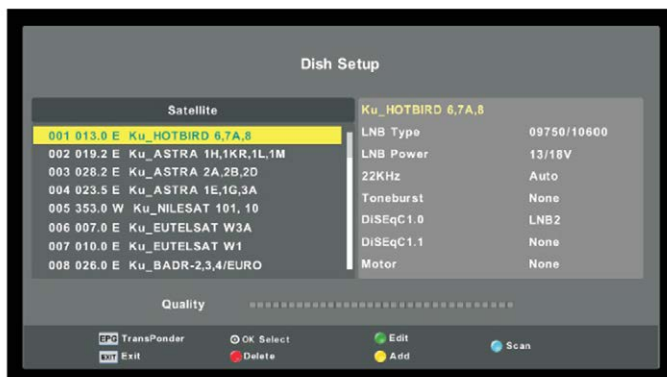 Dish Setup
Satellite
001 013.0 E Ku_HOTBIRD 6,7A,8
002 019.2 E Ku_ASTRA 1H,1KR,1L,1M
003 028.2 E Ku_ASTRA 2A,2B,2D
004 023.5 E Ku_ASTRA 1E,1G,3A
005 353.0 W Ku_NILESAT 101, 10
006 007.0 E Ku_EUTELSAT W3A
007 010.0 E Ku_EUTELSAT W1
008 026.0 E Ku_BADR-2,3,4/EURO
Ku_HOTBIRD 6,7A,8
LNB Type 09750/10600
LNB Power 13/18V
22KHz Auto
Toneburst None
DiSEqC1.0 LNB2
DiSEqC1.1 None
Motor None
Quality
EPG TransPonder OK Select Edit Scan
EXIT Exit Delete Add